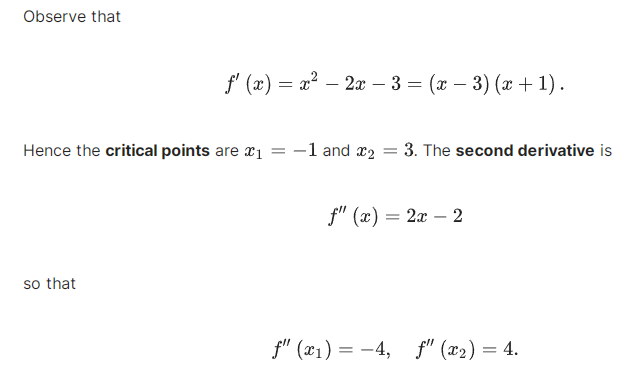 Observe that
f′ (x) = x² − 2x − 3 = (x − 3) (x + 1) .
Hence the critical points are x₁ = −1 and x₂ = 3. The second derivative is
f″ (x) = 2x − 2
so that
f″ (x₁) = −4, f″ (x₂) = 4.